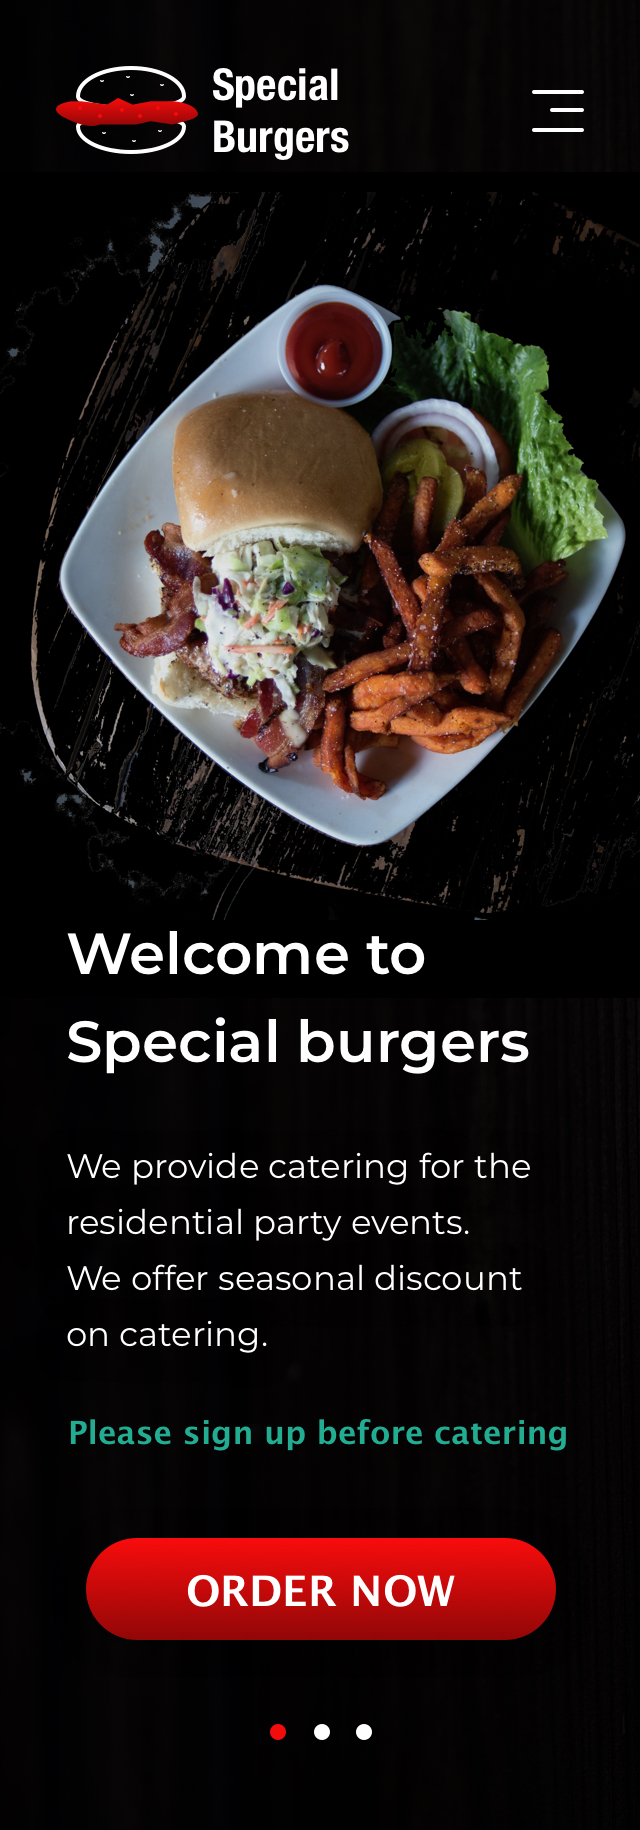 Special
Burgers
Welcome to
Special burgers
We provide catering for the
residential party events.
We offer seasonal discount
on catering.
Please sign up before catering
ORDER NOW